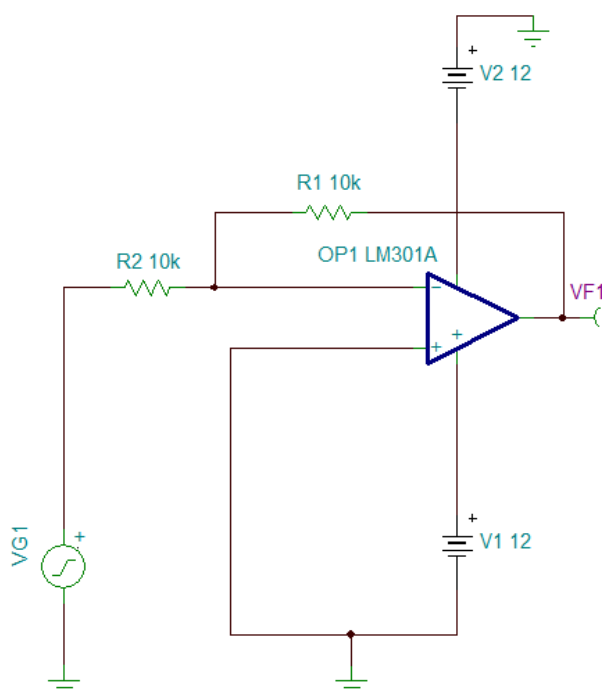 +
V2 12
R1 10k
R2 10k
OP1 LM301A
VF1
+
+
VG1
+
+
V1 12